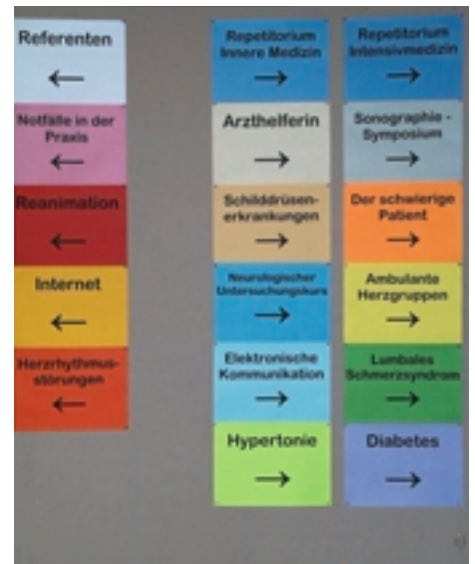 Referenten
←
Notfälle in der
Praxis
←
Reanimation
←
Internet
←
Herzrhythmus-
störungen
←
Repetitorium
Innere Medizin
→
Arzthelferin
→
Schilddrüsen-
erkrankungen
→
Neurologischer
Untersuchungskurs
→
Elektronische
Kommunikation
→
Hypertonie
→
Repetitorium
Intensivmedizin
→
Sonographie -
Symposium
→
Der schwierige
Patient
→
Ambulante
Herzgruppen
→
Lumbales
Schmerzsyndrom
→
Diabetes
→